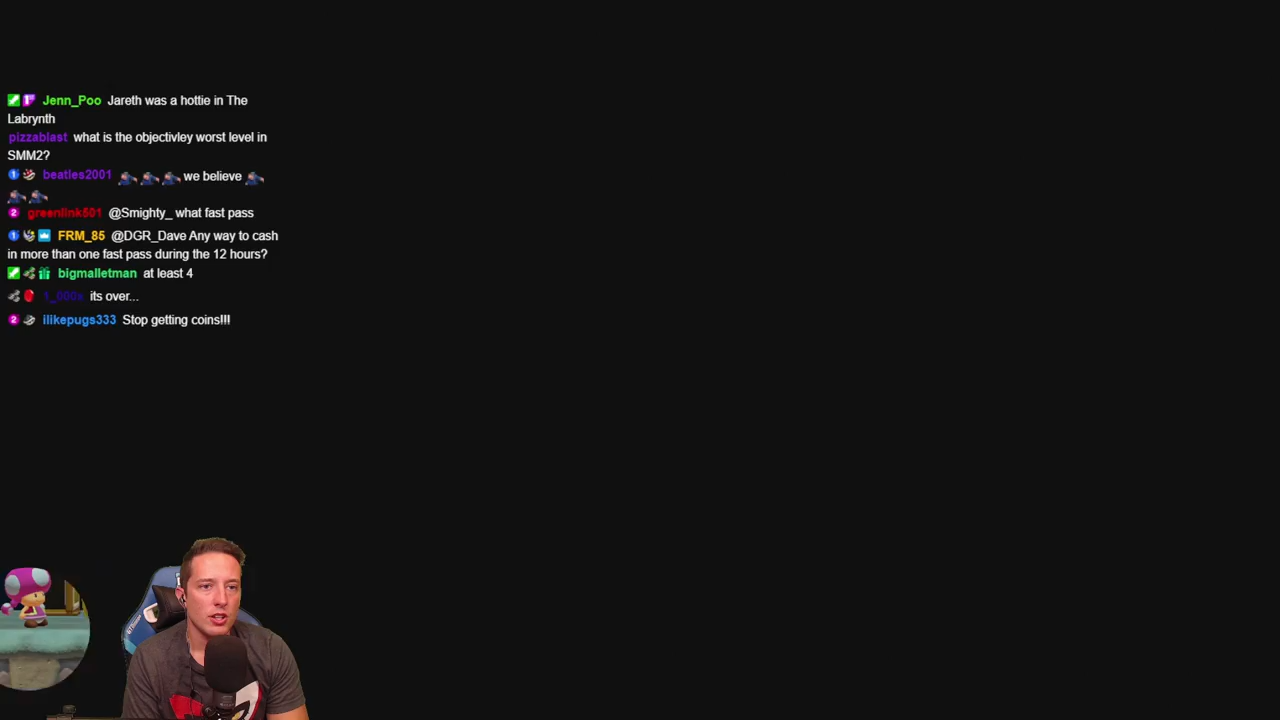 Jenn_Poo Jareth was a hottie in The
Labrynth
pizzablast what is the objectivley worst level in
SMM2?
beatles2001 we believe
greenlink501 @Smighty_ what fast pass
FRM_85 @DGR_Dave Any way to cash
in more than one fast pass during the 12 hours?
bigmalletman at least 4
1_000s its over...
ilikepugs333 Stop getting coins!!!